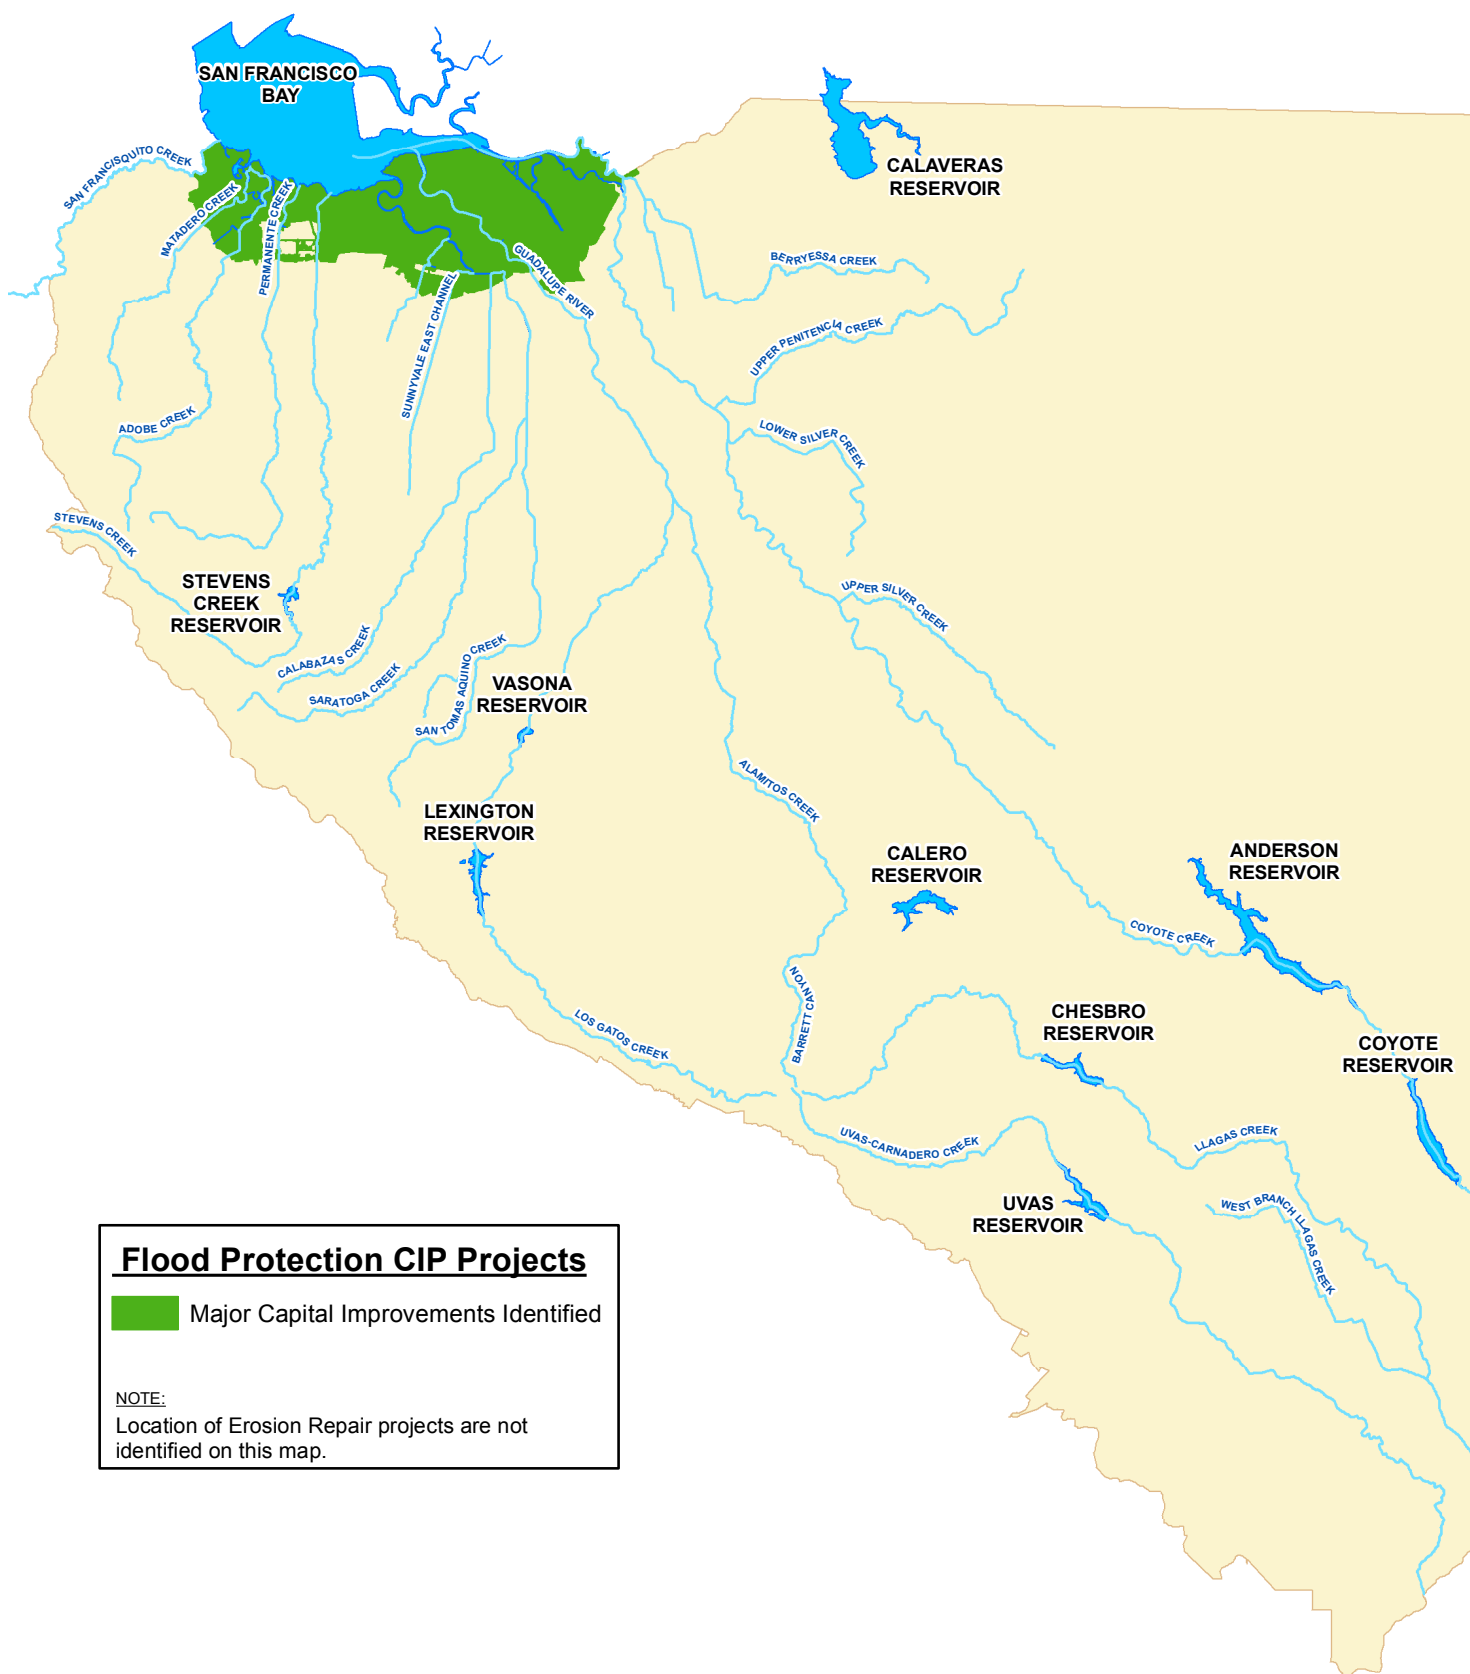 SAN FRANCISCO
BAY
CALAVERAS
RESERVOIR
SAN FRANCISQUITO CREEK
MATADERO CREEK
PERMANENTE CREEK
GUADALUPE RIVER
BERRYESSA CREEK
SUNNYVALE EAST CHANNEL
UPPER PENITENCIA CREEK
ADOBE CREEK
LOWER SILVER CREEK
STEVENS CREEK
STEVENS
CREEK
RESERVOIR
UPPER SILVER CREEK
CALABAZAS CREEK
SARATOGA CREEK
SAN TOMAS AQUINO CREEK
VASONA
RESERVOIR
ALAMITOS CREEK
LEXINGTON
RESERVOIR
CALERO
RESERVOIR
ANDERSON
RESERVOIR
COYOTE CREEK
BARRETT CANYON
LOS GATOS CREEK
CHESBRO
RESERVOIR
COYOTE
RESERVOIR
UVAS-CARNADERO CREEK
LLAGAS CREEK
UVAS
RESERVOIR
WEST BRANCH LLAGAS CREEK
Flood Protection CIP Projects
Major Capital Improvements Identified
NOTE:
Location of Erosion Repair projects are not
identified on this map.